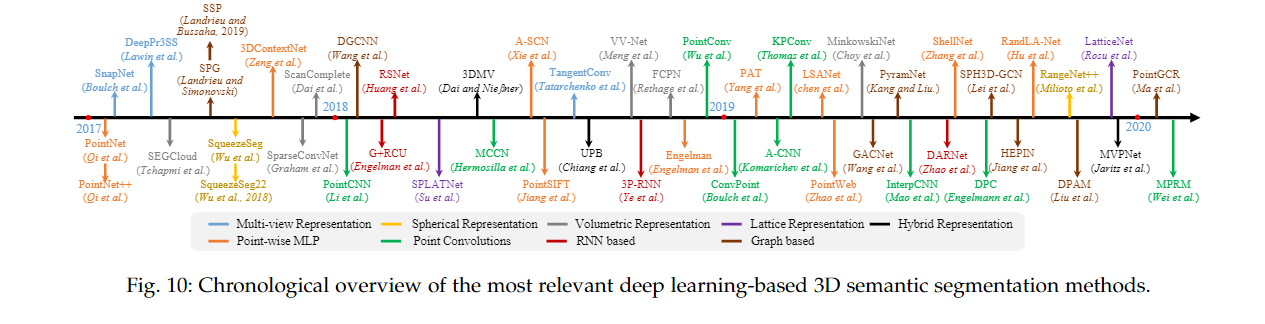 SSP
(Landrieu and
Bussaha, 2019)
DeepPr3SS
(Lawin et al.)
3DContextNet
(Zeng et al.)
DGCNN
(Wang et al.)
A-SCN
(Xie et al.)
VV-Net
(Meng et al.)
PointConv
(Wu et al.)
KPConv
(Thomas et al.)
MinkowskiNet
(Choy et al.)
ShellNet
(Zhang et al.)
RandLA-Net
(Hu et al.)
LatticeNet
(Rosu et al.)
SnapNet
(Boulch et al.)
SPG
(Landrieu and
Simonovski)
ScanComplete
(Dai et al.)
RSNet
(Huang et al.)
3DMV
(Dai and Nießner)
TangentConv
(Tatarchenko et al.)
FCPN
(Rethage et al.)
PAT
(Yang et al.)
LSANet
(chen et al.)
PyramNet
(Kang and Liu.)
SPH3D-GCN
(Lei et al.)
RangeNet++
(Milioto et al.)
PointGCR
(Ma et al.)
2017
2018
2019
2020
PointNet
(Qi et al.)
SEGCloud
(Tchapmi et al.)
SqueezeSeg
(Wu et al.)
SparseConvNet
(Graham et al.)
G+RCU
(Engelman et al.)
MCCN
(Hermosilla et al.)
UPB
(Chiang et al.)
Engelman
(Engelman et al.)
A-CNN
(Komarichev et al.)
GACNet
(Wang et al.)
DARNet
(Zhao et al.)
HEPIN
(Jiang et al.)
MVPNet
(Jaritz et al.)
PointNet++
(Qi et al.)
SqueezeSeg22
(Wu et al., 2018)
PointCNN
(Li et al.)
SPLATNet
(Su et al.)
PointSIFT
(Jiang et al.)
3P-RNN
(Ye et al.)
ConvPoint
(Boulch et al.)
PointWeb
(Zhao et al.)
InterpCNN
(Mao et al.)
DPC
(Engelmann et al.)
DPAM
(Liu et al.)
MPRM
(Wei et al.)
Multi-view Representation
Spherical Representation
Volumetric Representation
Lattice Representation
Hybrid Representation
Point-wise MLP
Point Convolutions
RNN based
Graph based
Fig. 10: Chronological overview of the most relevant deep learning-based 3D semantic segmentation methods.